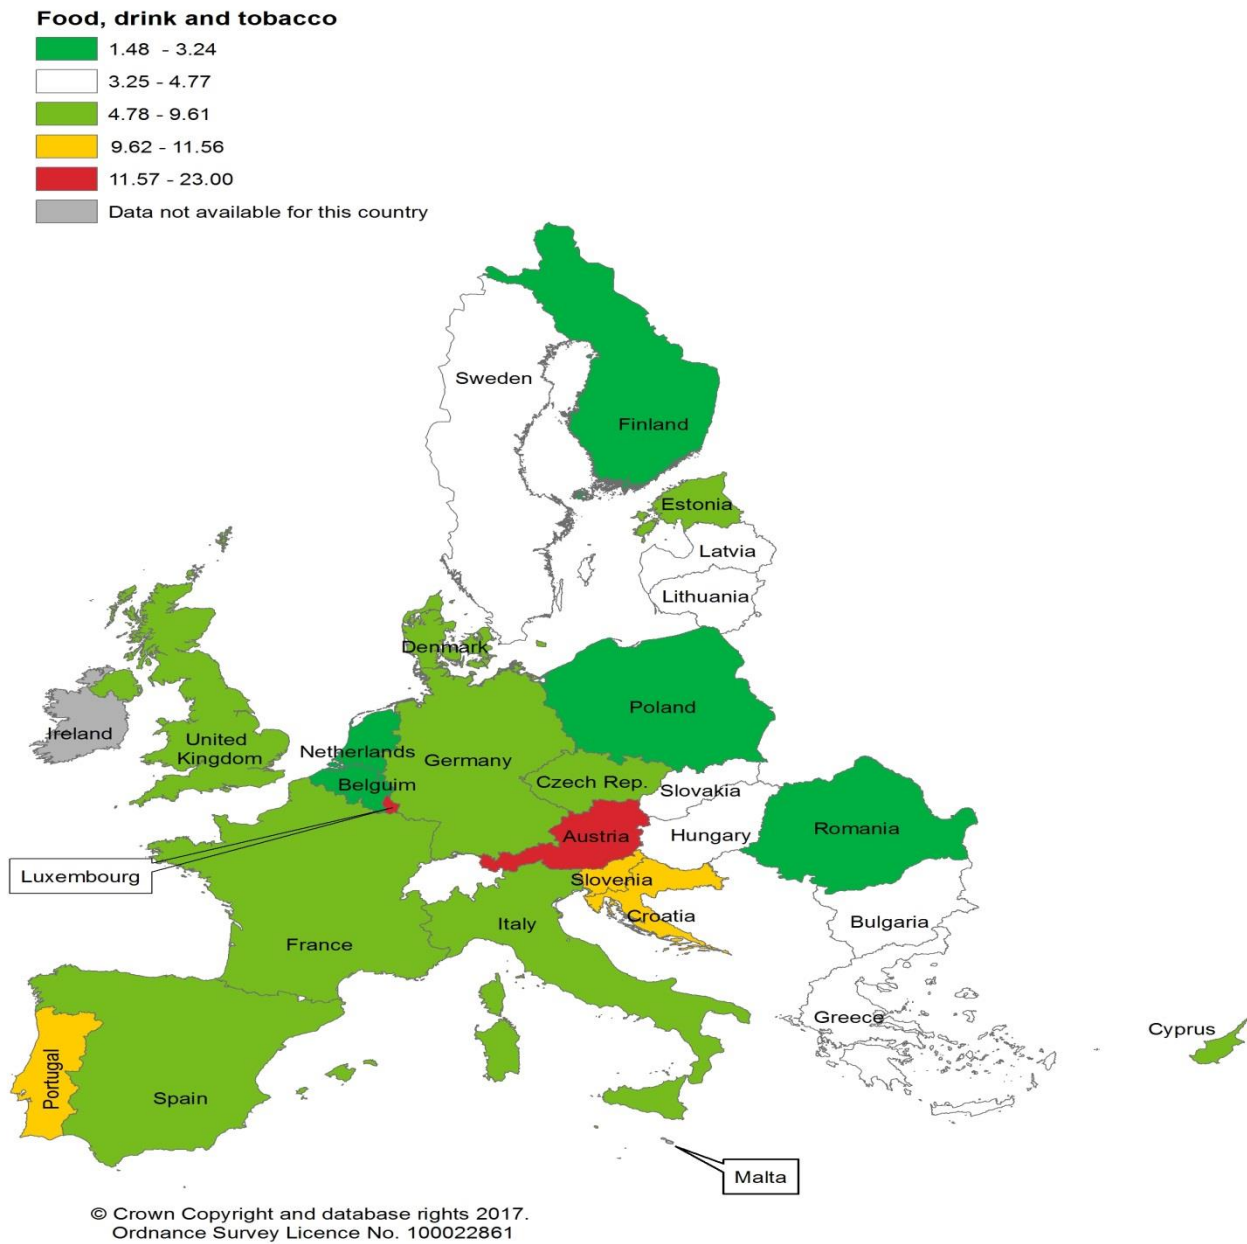 Food, drink and tobacco
1.48 - 3.24
3.25 - 4.77
4.78 - 9.61
9.62 - 11.56
11.57 - 23.00
Data not available for this country
Sweden
Finland
Estonia
Latvia
Lithuania
Denmark
Poland
Ireland
United
Kingdom
Netherlands
Germany
Belguim
Czech Rep.
Slovakia
Luxembourg
Austria
Hungary
Romania
Slovenia
Croatia
Italy
Bulgaria
France
Greece
Cyprus
Portugal
Spain
Malta
© Crown Copyright and database rights 2017.
Ordnance Survey Licence No. 100022861